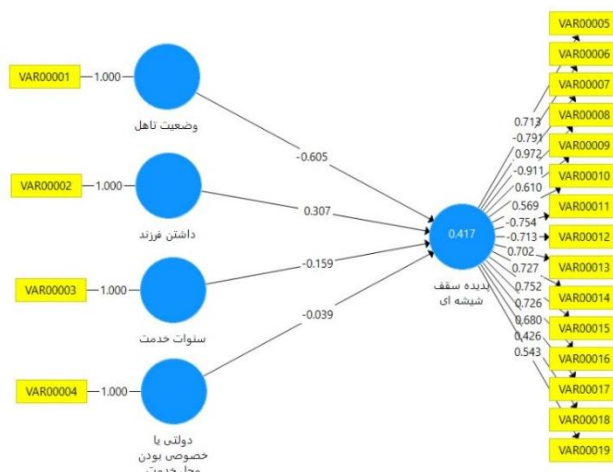 VAR00001
1.000
وضعیت تاهل
VAR00002
1.000
داشتن فرزند
VAR00003
1.000
سنوات خدمت
VAR00004
1.000
دولتی یا
خصوصی بودن
محل خدمت
-0.605
0.307
-0.159
-0.039
0.417
پدیده سقف
شیشه ای
0.713
-0.791
0.972
-0.911
0.610
0.569
-0.754
-0.713
0.702
0.727
0.752
0.726
0.680
0.426
0.543
VAR00005
VAR00006
VAR00007
VAR00008
VAR00009
VAR00010
VAR00011
VAR00012
VAR00013
VAR00014
VAR00015
VAR00016
VAR00017
VAR00018
VAR00019